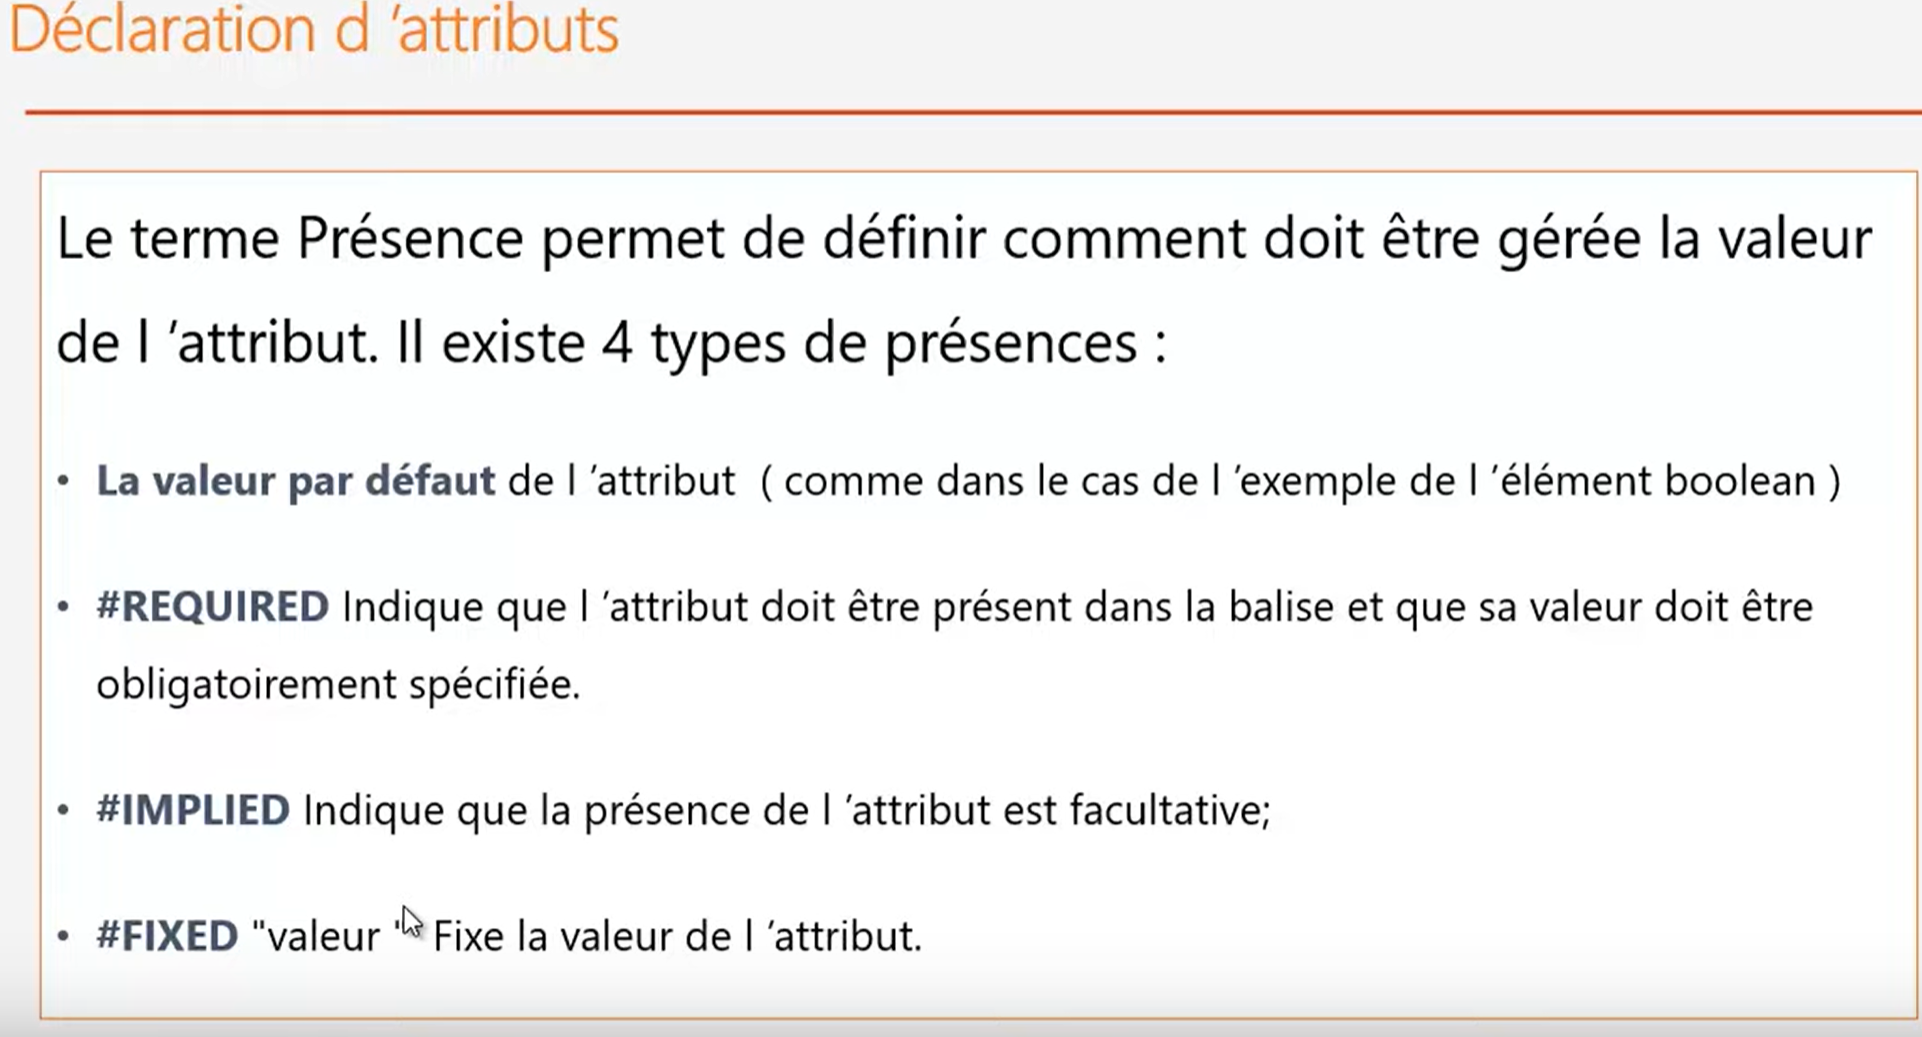 Déclaration d ’attributs
Le terme Présence permet de définir comment doit être gérée la valeur
de l ’attribut. Il existe 4 types de présences :
• La valeur par défaut de l ’attribut ( comme dans le cas de l ’exemple de l ’élément boolean )
• #REQUIRED Indique que l ’attribut doit être présent dans la balise et que sa valeur doit être
obligatoirement spécifiée.
• #IMPLIED Indique que la présence de l ’attribut est facultative;
• #FIXED "valeur " Fixe la valeur de l ’attribut.